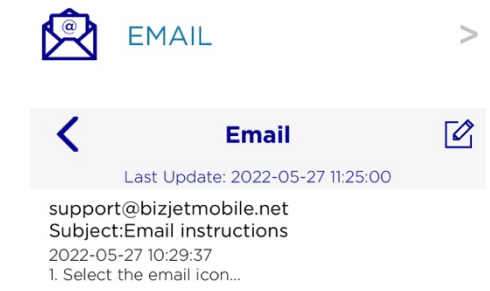 @
EMAIL
>
Email
Last Update: 2022-05-27 11:25:00
support@bizjetmobile.net
Subject:Email instructions
2022-05-27 10:29:37
1. Select the email icon...